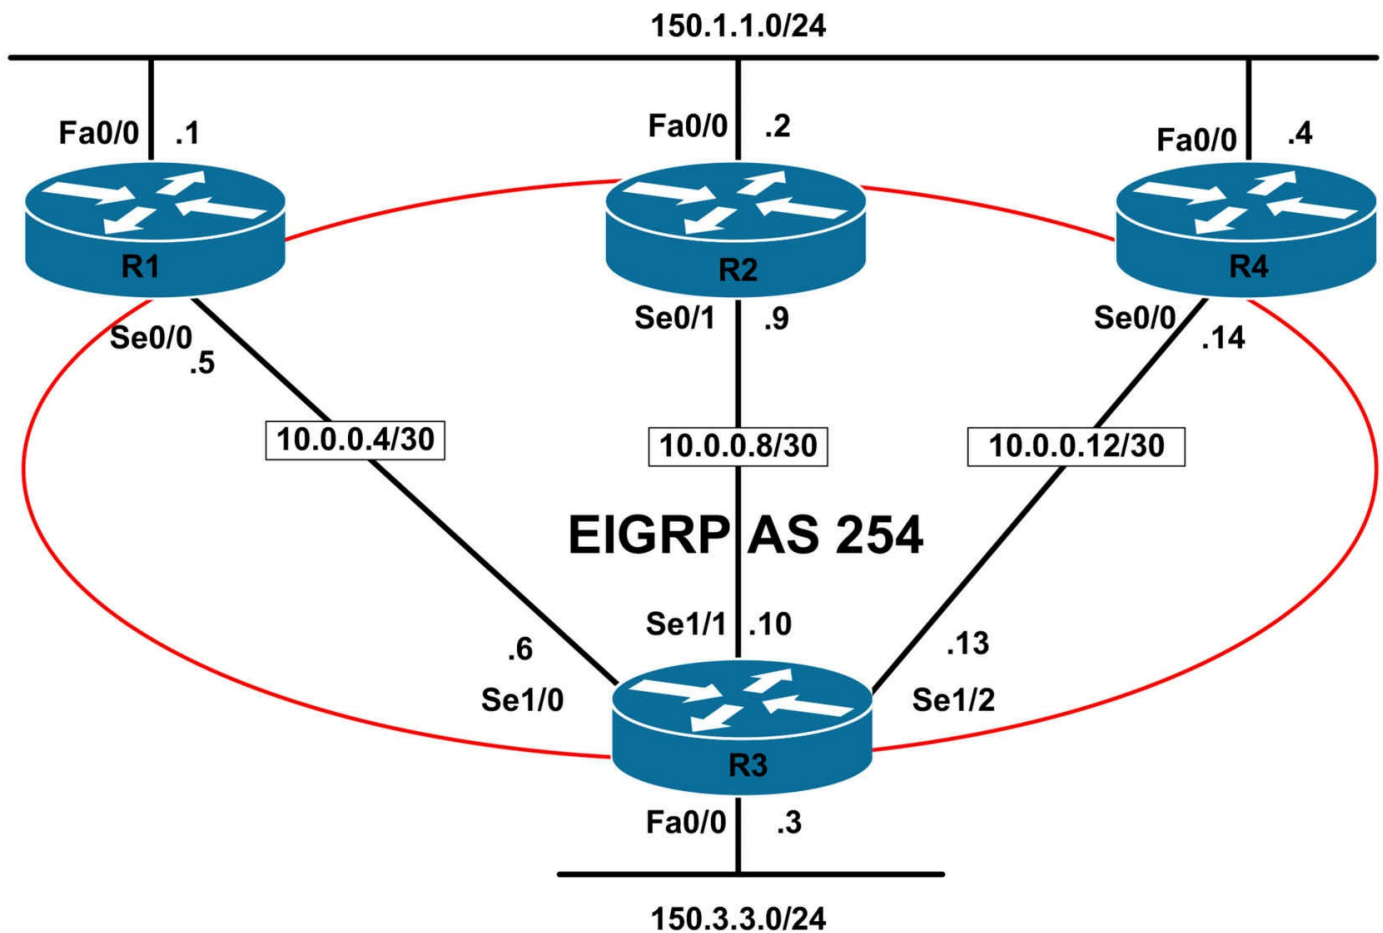 150.1.1.0/24
Fa0/0 .1
Fa0/0 .2
Fa0/0 .4
R1
R2
R4
Se0/0
.5
Se0/1 .9
Se0/0
.14
10.0.0.4/30
10.0.0.8/30
10.0.0.12/30
EIGRP AS 254
.6
Se1/0
Se1/1 .10
.13
Se1/2
R3
Fa0/0 .3
150.3.3.0/24